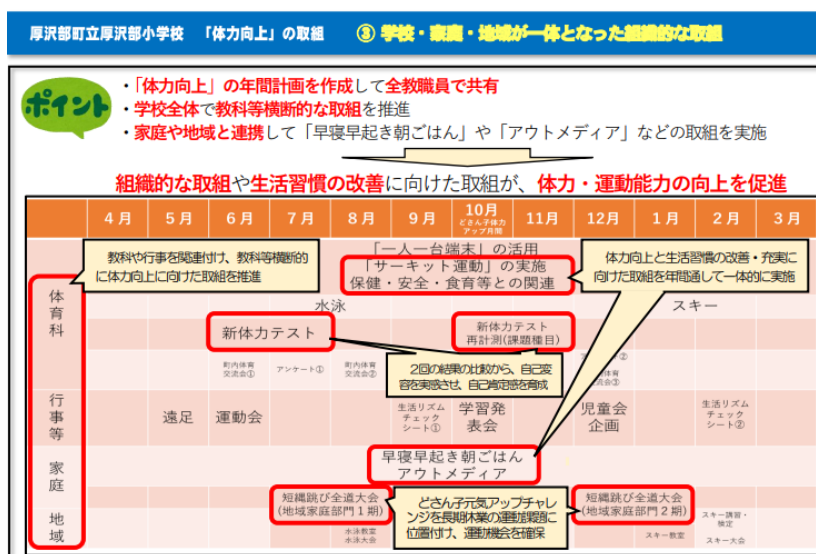 厚沢部町立厚沢部小学校 「体力向上」の取組 ③ 学校・家庭・地域が一体となった組織的な取組
ポイント
・「体力向上」の年間計画を作成して全教職員で共有
・学校全体で教科等横断的な取組を推進
・家庭や地域と連携して「早寝早起き朝ごはん」や「アウトメディア」などの取組を実施
組織的な取組や生活習慣の改善に向けた取組が、体力・運動能力の向上を促進
4月 5月 6月 7月 8月 9月 10月 11月 12月 1月 2月 3月
どさん子体力
アップ月間
体育科
教科や行事を関連付け、教科等横断的
に体力向上に向けた取組を推進
「一人一台端末」の活用
「サーキット運動」の実施
保健・安全・食育等との関連
体力向上と生活習慣の改善・充実に
向けた取組を年間通して一体的に実施
水泳
スキー
新体力テスト
新体力テスト
再計測(課題種目)
町内体育
交流会①
アンケート①
町内体育
交流会②
2回の結果の比較から、自己変
容を実感させ、自己肯定感を育成
②
体育
交流会③
行事等
遠足
運動会
生活リズム
チェック
シート①
学習発
表会
児童会
企画
生活リズム
チェック
シート②
家庭
早寝早起き朝ごはん
アウトメディア
地域
短縄跳び全道大会
(地域家庭部門1期)
どさん子元気アップチャレ
ンジを長期休業の運動課題に
位置付け、運動機会を確保
短縄跳び全道大会
(地域家庭部門2期)
水泳教室
水泳大会
スキー教室
スキー講習・
検定
スキー大会